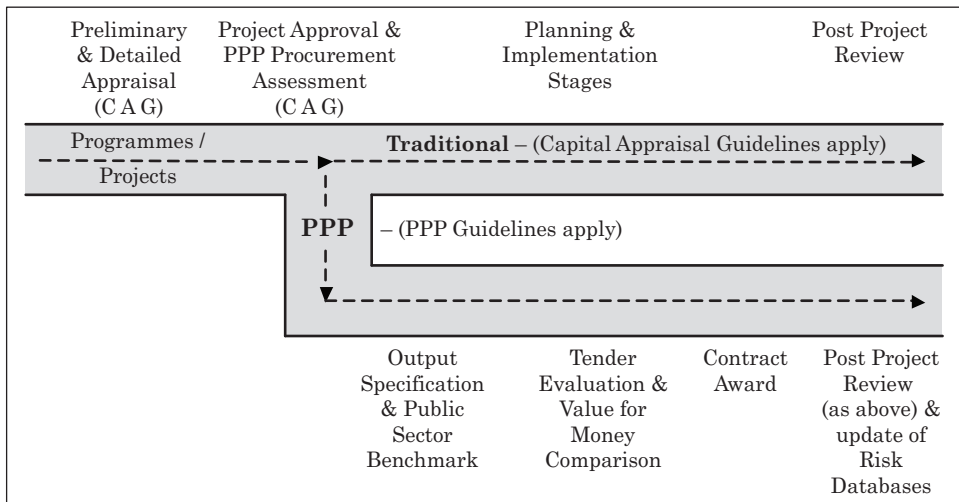 Preliminary
& Detailed
Appraisal
(C A G)
Project Approval &
PPP Procurement
Assessment
(C A G)
Planning &
Implementation
Stages
Post Project
Review
Programmes /
Projects
Traditional – (Capital Appraisal Guidelines apply)
PPP – (PPP Guidelines apply)
Output
Specification
& Public
Sector
Benchmark
Tender
Evaluation &
Value for
Money
Comparison
Contract
Award
Post Project
Review
(as above) &
update of
Risk
Databases